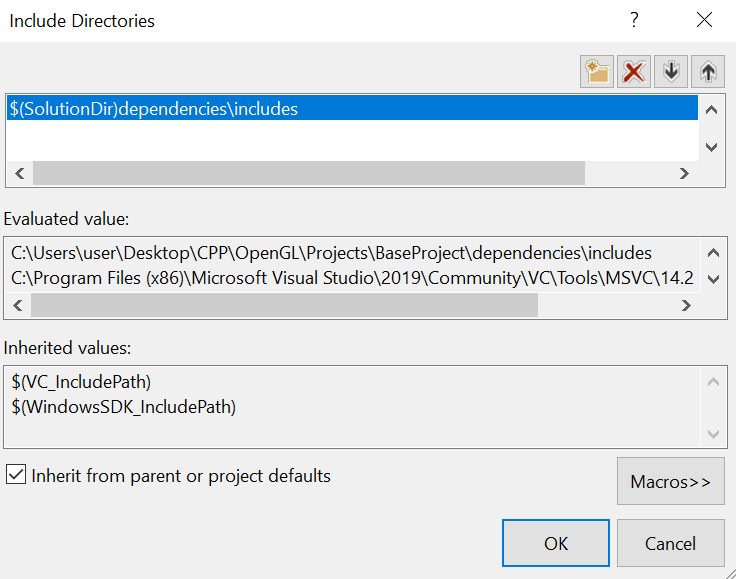 Include Directories
$(SolutionDir)dependencies\includes
Evaluated value:
C:\Users\user\Desktop\CPP\OpenGL\Projects\BaseProject\dependencies\includes
C:\Program Files (x86)\Microsoft Visual Studio\2019\Community\VC\Tools\MSVC\14.2
Inherited values:
$(VC_IncludePath)
$(WindowsSDK_IncludePath)
Inherit from parent or project defaults
Macros>>
OK
Cancel